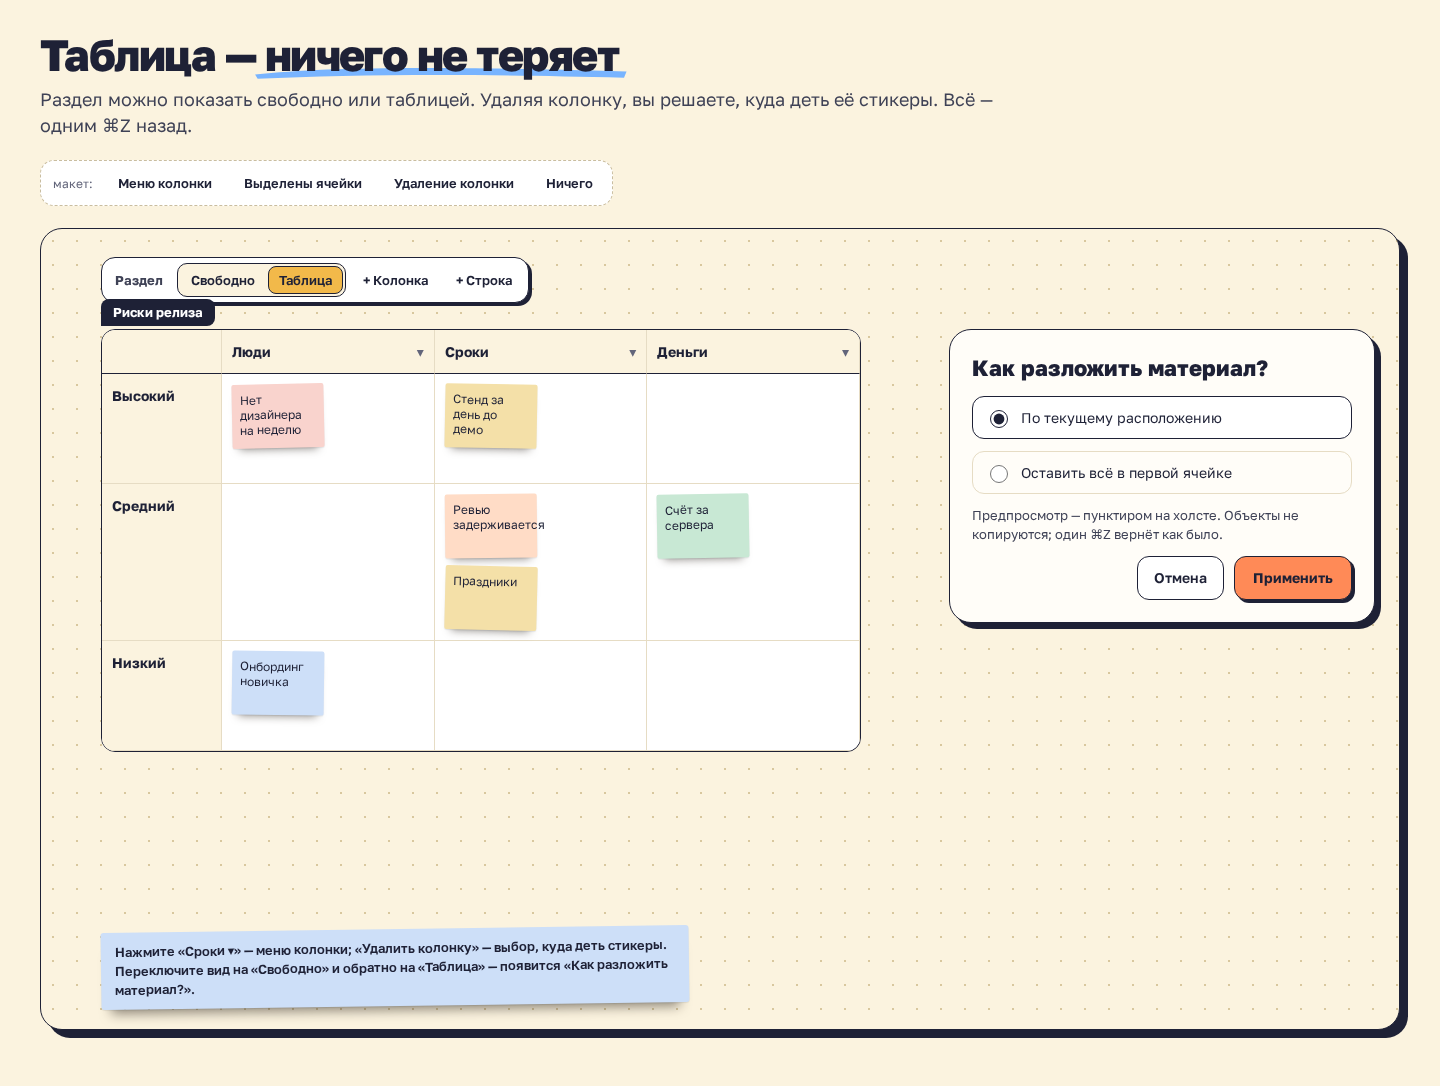 Таблица — ничего не теряет
Раздел можно показать свободно или таблицей. Удаляя колонку, вы решаете, куда деть её стикеры. Всё —
одним ⌘Z назад.
макет: Меню колонки Выделены ячейки Удаление колонки Ничего
Раздел Свободно Таблица + Колонка + Строка
Риски релиза
Люди ▼ Сроки ▼ Деньги ▼
Высокий
Нет
дизайнера
на неделю
Стенд за
день до
демо
Средний
Ревью
задерживается
Праздники
Счёт за
сервера
Низкий
Онбординг
новичка
Как разложить материал?
По текущему расположению
Оставить всё в первой ячейке
Предпросмотр — пунктиром на холсте. Объекты не
копируются; один ⌘Z вернёт как было.
Отмена Применить
Нажмите «Сроки ▾» — меню колонки; «Удалить колонку» — выбор, куда деть стикеры.
Переключите вид на «Свободно» и обратно на «Таблица» — появится «Как разложить
материал?».